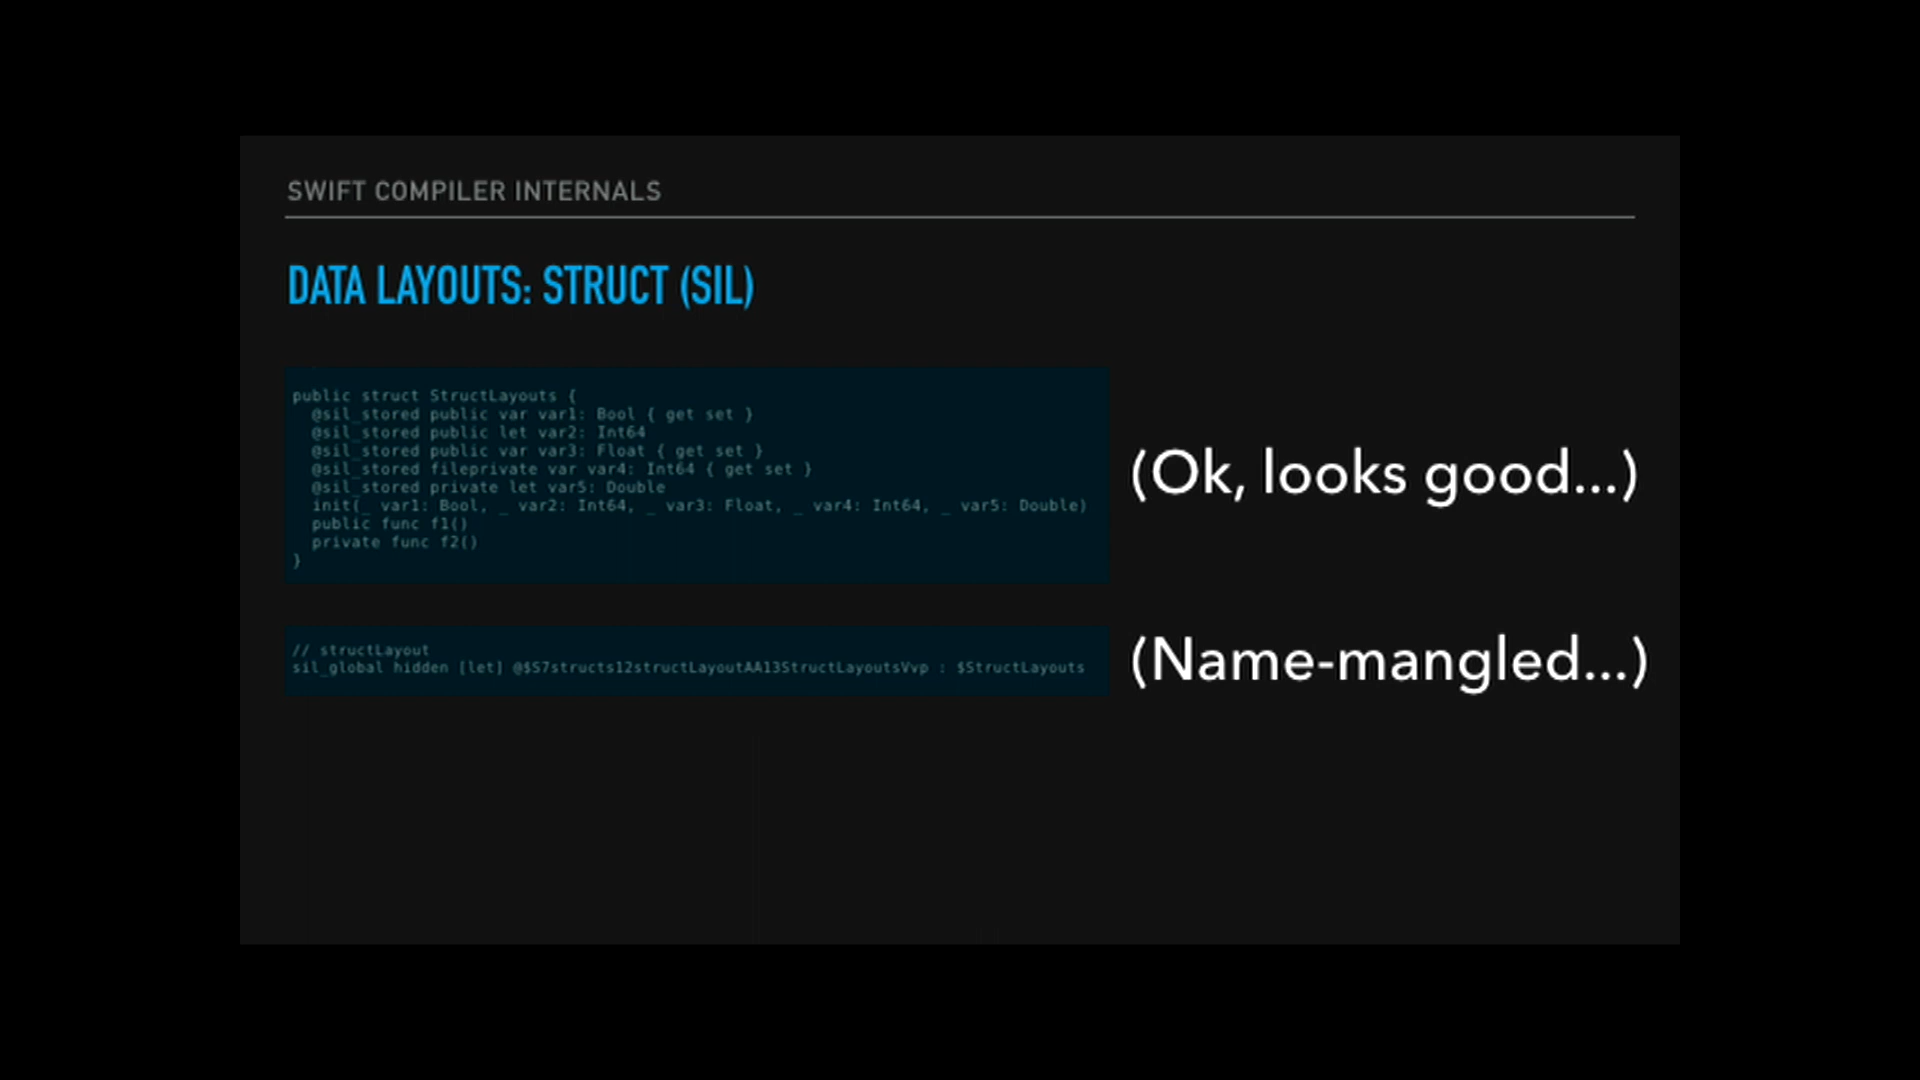 SWIFT COMPILER INTERNALS
DATA LAYOUTS: STRUCT (SIL)
public struct StructLayouts {
  @sil_stored public var var1: Bool { get set }
  @sil_stored public let var2: Int64
  @sil_stored public var var3: Float { get set }
  @sil_stored fileprivate var var4: Int64 { get set }
  @sil_stored private let var5: Double
  init(_ var1: Bool, _ var2: Int64, _ var3: Float, _ var4: Int64, _ var5: Double)
  public func f1()
  private func f2()
}
(Ok, looks good...)
// structLayout
sil_global hidden [let] @$S7structs12structLayoutAA13StructLayoutsVvp : $StructLayouts
(Name-mangled...)